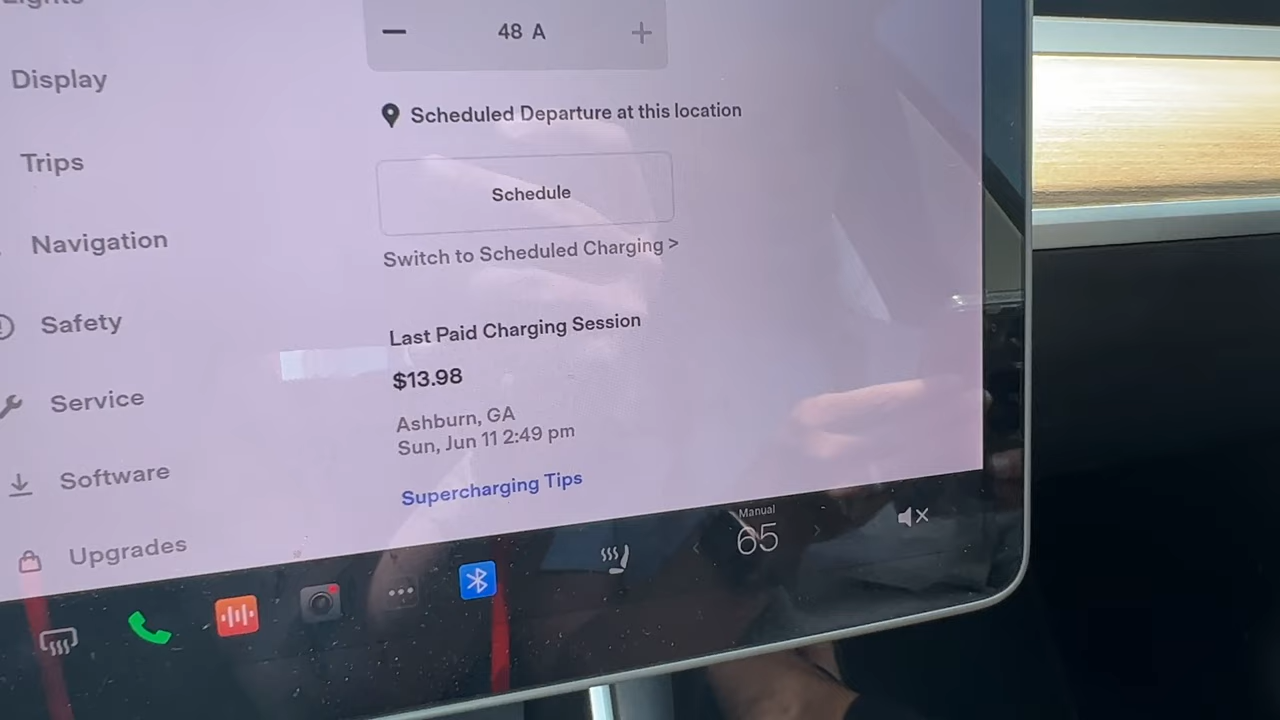 48 A
Display
Scheduled Departure at this location
Trips
Schedule
Navigation
Switch to Scheduled Charging >
Safety
Last Paid Charging Session
$13.98
Service
Ashburn, GA
Sun, Jun 11 2:49 pm
Software
Supercharging Tips
Upgrades
Manual
65